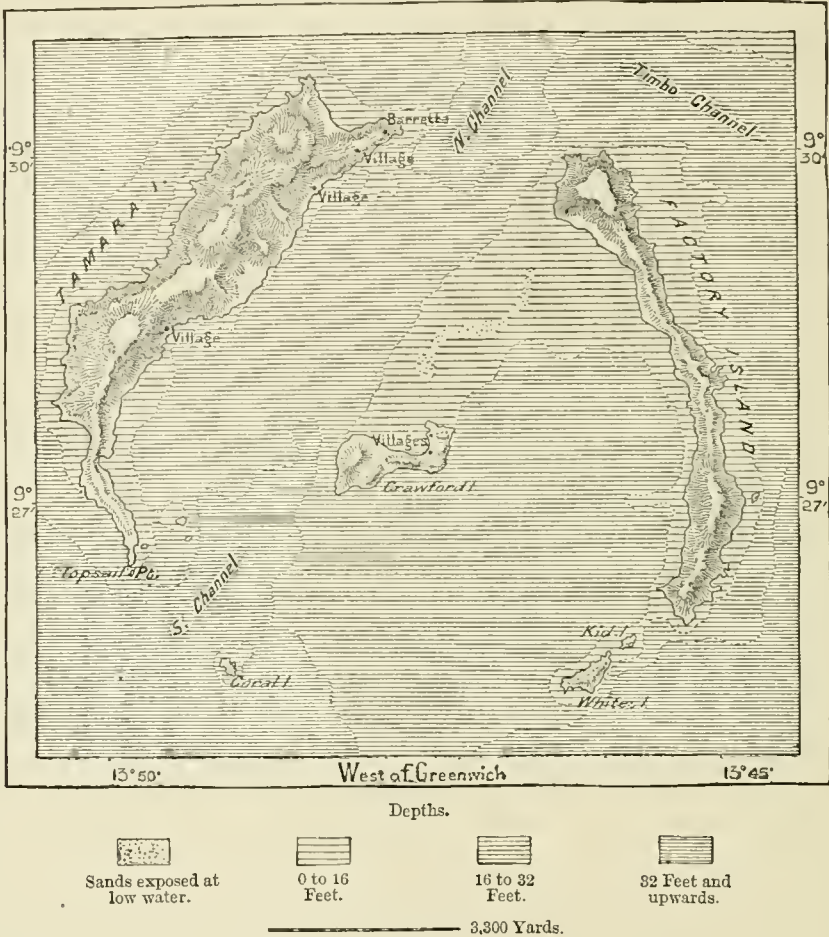 N. Channel
Timbo Channel
Barretta
9°
30′
Village
9°
30′
Village
TAMARA I.
FACTORY ISLAND
Village
Villages
Crawford I.
9°
27′
9°
27′
Topsail Pt.
S. Channel
Kid I.
Coral I.
White I.
13°50′
West of Greenwich
13°45′
Depths.
Sands exposed at
low water.
0 to 16
Feet.
16 to 32
Feet.
32 Feet and
upwards.
3,300 Yards.